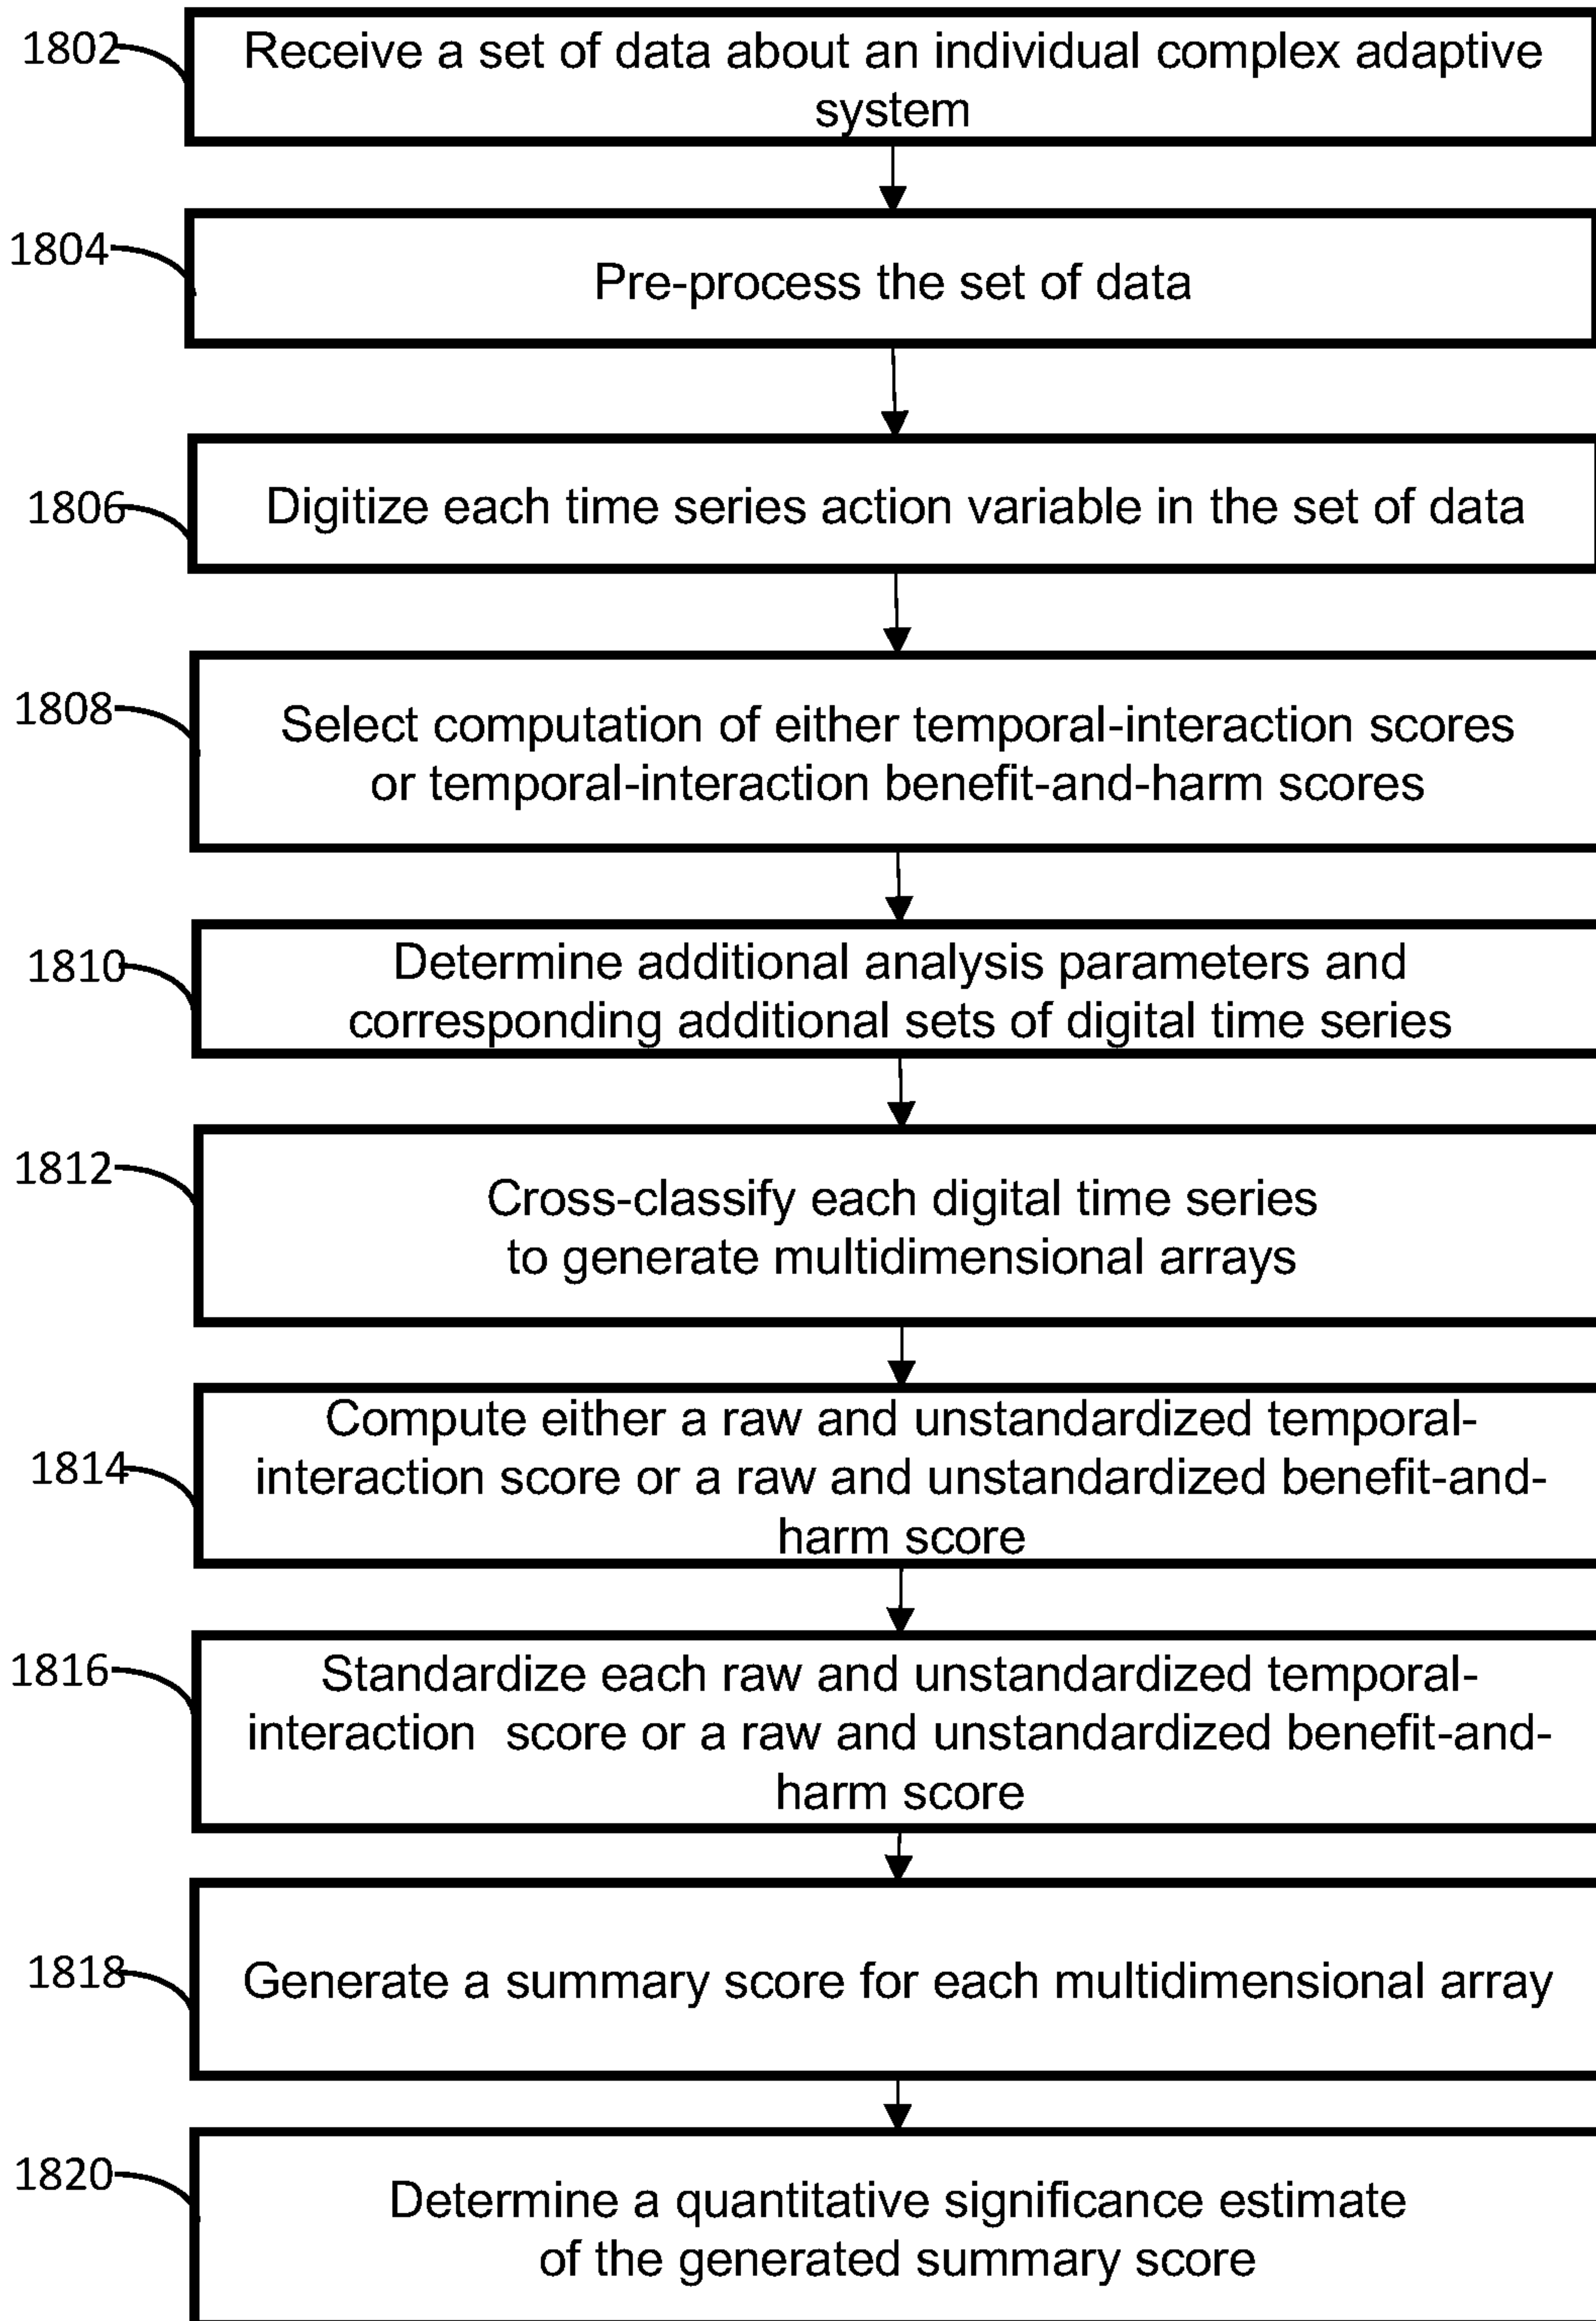 1802
Receive a set of data about an individual complex adaptive
system
1804
Pre-process the set of data
1806
Digitize each time series action variable in the set of data
1808
Select computation of either temporal-interaction scores
or temporal-interaction benefit-and-harm scores
1810
Determine additional analysis parameters and
corresponding additional sets of digital time series
1812
Cross-classify each digital time series
to generate multidimensional arrays
1814
Compute either a raw and unstandardized temporal-
interaction score or a raw and unstandardized benefit-and-
harm score
1816
Standardize each raw and unstandardized temporal-
interaction  score or a raw and unstandardized benefit-and-
harm score
1818
Generate a summary score for each multidimensional array
1820
Determine a quantitative significance estimate
of the generated summary score